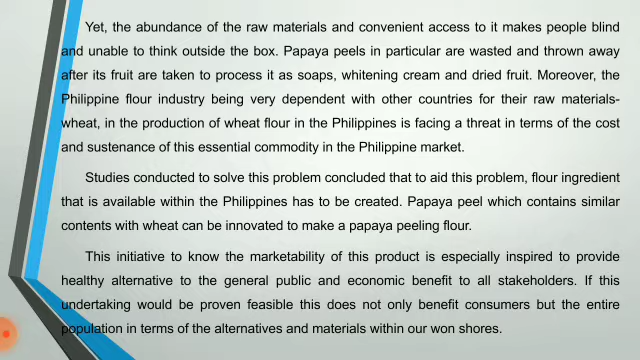 Yet, the abundance of the raw materials and convenient access to it makes people blind
and unable to think outside the box. Papaya peels in particular are wasted and thrown away
after its fruit are taken to process it as soaps, whitening cream and dried fruit. Moreover, the
Philippine flour industry being very dependent with other countries for their raw materials-
wheat, in the production of wheat flour in the Philippines is facing a threat in terms of the cost
and sustenance of this essential commodity in the Philippine market.
Studies conducted to solve this problem concluded that to aid this problem, flour ingredient
that is available within the Philippines has to be created. Papaya peel which contains similar
contents with wheat can be innovated to make a papaya peeling flour.
This initiative to know the marketability of this product is especially inspired to provide
healthy alternative to the general public and economic benefit to all stakeholders. If this
undertaking would be proven feasible this does not only benefit consumers but the entire
population in terms of the alternatives and materials within our won shores.